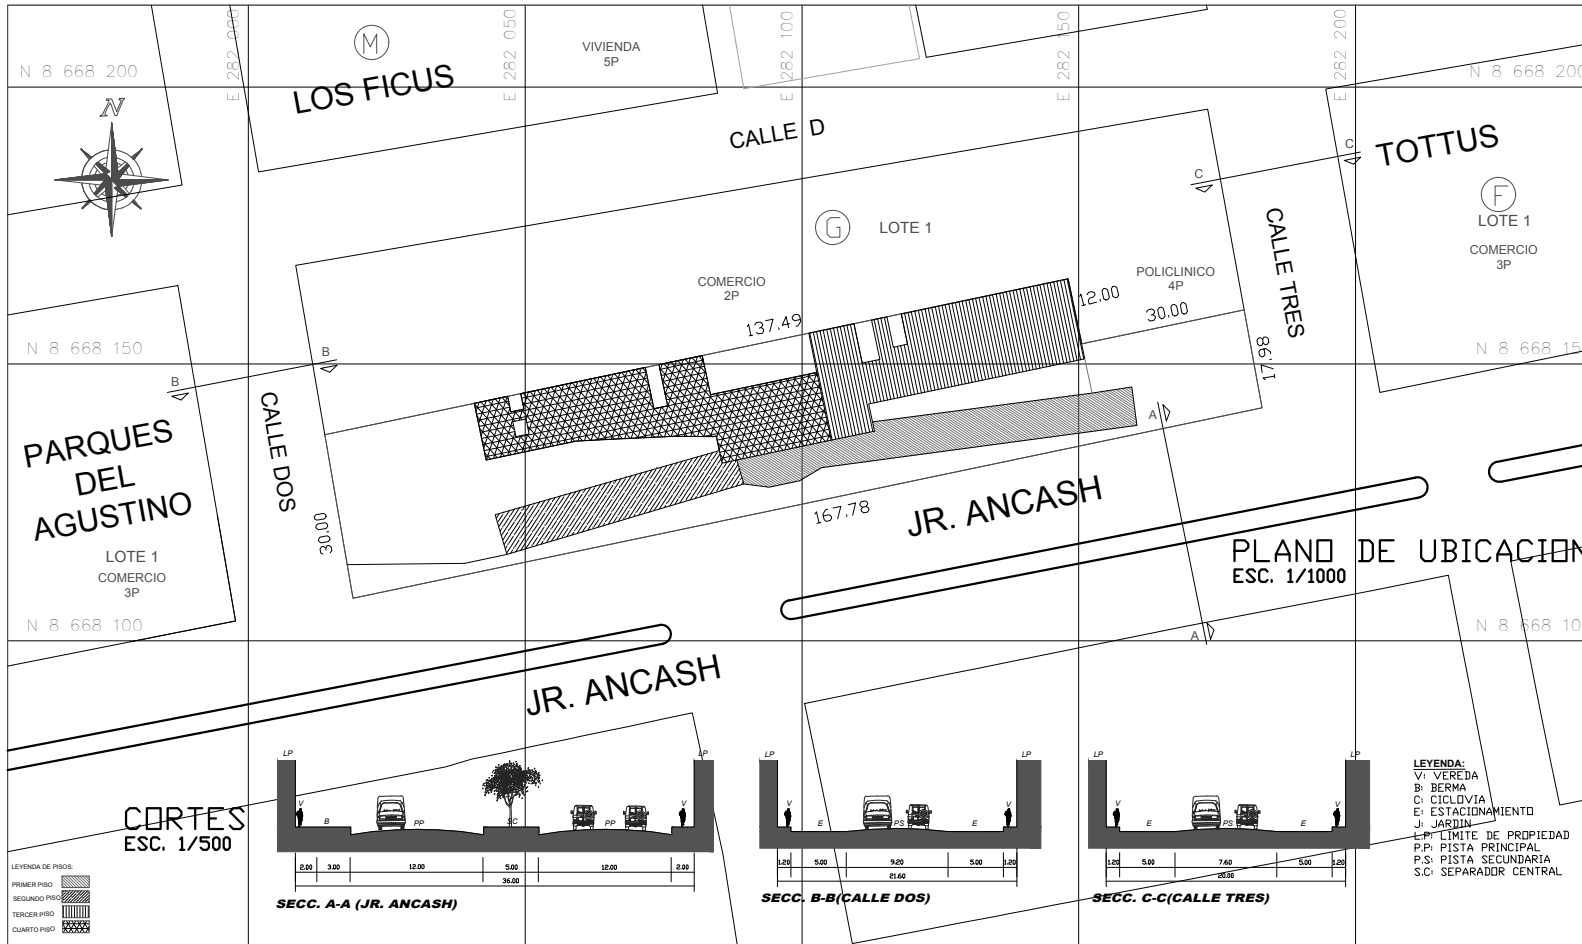 E 282 000
E 282 050
E 282 100
E 282 150
E 282 200
N 8 668 200
N 8 668 200
N
M
LOS FICUS
VIVIENDA
5P
CALLE D
C
C
TOTTUS
F
LOTE 1
COMERCIO
3P
G
LOTE 1
CALLE TRES
COMERCIO
2P
POLICLINICO
4P
12.00
30.00
137.49
17.98
N 8 668 150
N 8 668 15
B
B
CALLE DOS
PARQUES
DEL
AGUSTINO
LOTE 1
COMERCIO
3P
30.00
A
167.78
JR. ANCASH
PLANO DE UBICACION
ESC. 1/1000
N 8 668 100
N 8 668 10
A
JR. ANCASH
CORTES
ESC. 1/500
LEYENDA DE PISOS:
PRIMER PISO
SEGUNDO PISO
TERCER PISO
CUARTO PISO
LP
LP
V
B
PP
SC
PP
V
2.00 3.00 12.00 5.00 12.00 2.00
36.00
SECC. A-A (JR. ANCASH)
LP
LP
V
E
PS
E
V
1.20 5.00 9.20 5.00 1.20
21.60
SECC. B-B(CALLE DOS)
LP
LP
V
E
PS
E
V
1.20 5.00 7.60 5.00 1.20
20.00
SECC. C-C(CALLE TRES)
LEYENDA:
V: VEREDA
B: BERMA
C: CICLOVIA
E: ESTACIONAMIENTO
J: JARDIN
L.P: LIMITE DE PROPIEDAD
P.P: PISTA PRINCIPAL
P.S: PISTA SECUNDARIA
S.C: SEPARADOR CENTRAL